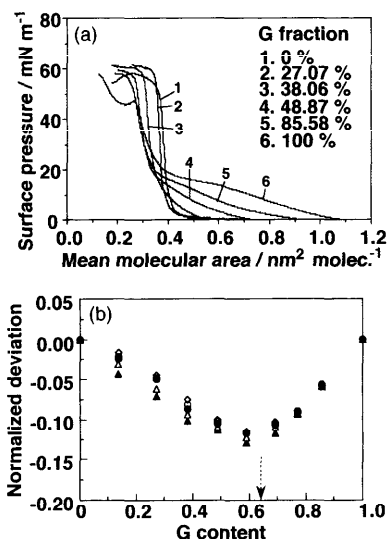 (a)
G fraction
1. 0 %
2. 27.07 %
3. 38.06 %
4. 48.87 %
5. 85.58 %
6. 100 %
1
2
3
4
5
6
Surface pressure / mN m⁻¹
80
60
40
20
0
0.0 0.2 0.4 0.6 0.8 1.0 1.2
Mean molecular area / nm² molec.⁻¹
(b)
Normalized deviation
0.05
0.00
-0.05
-0.10
-0.15
-0.20
0.0 0.2 0.4 0.6 0.8 1.0
G content